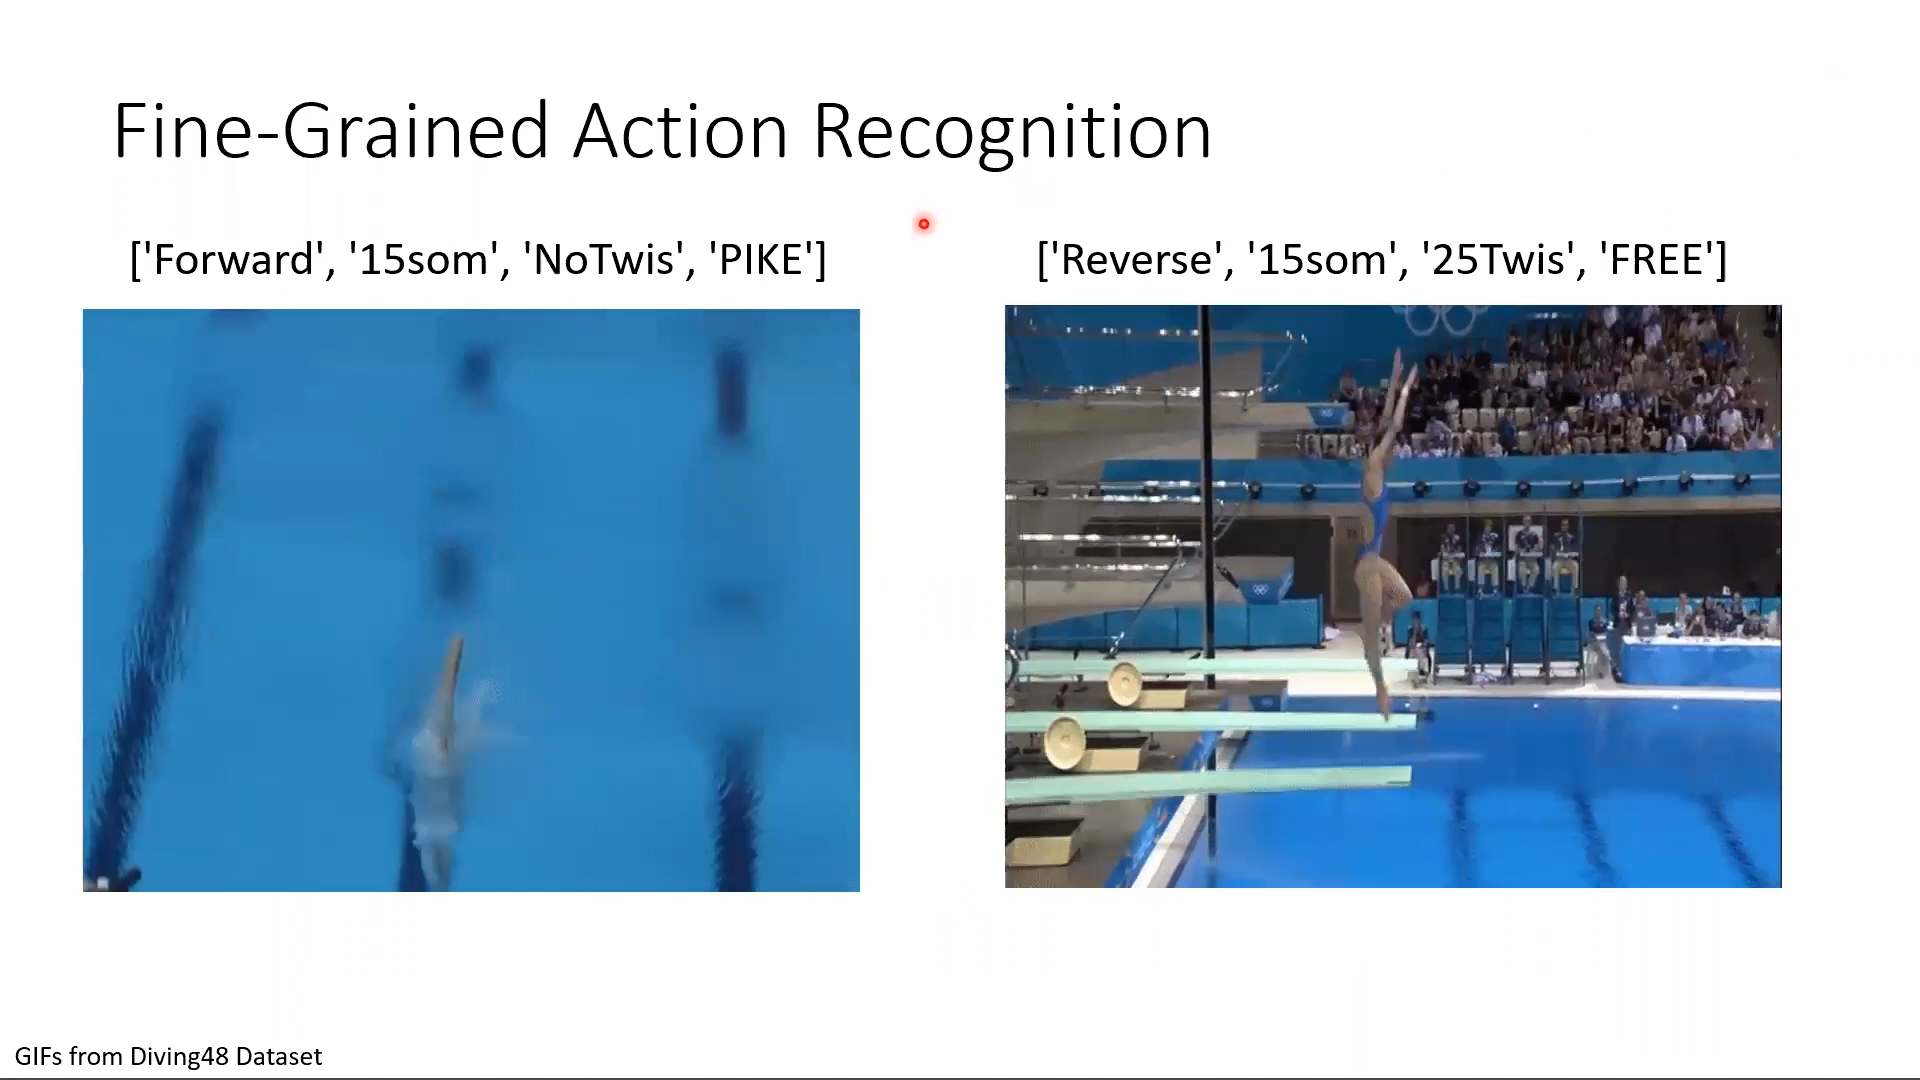 Fine-Grained Action Recognition
['Forward', '15som', 'NoTwis', 'PIKE']
['Reverse', '15som', '25Twis', 'FREE']
GIFs from Diving48 Dataset